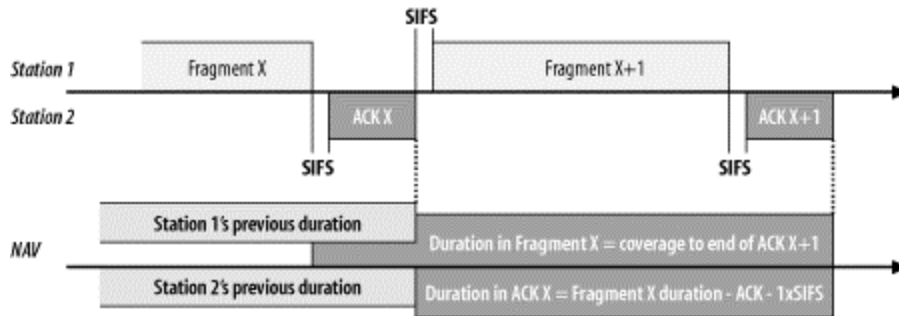 SIFS
Station 1
Fragment X
Fragment X+1
Station 2
ACK X
ACK X+1
SIFS
SIFS
Station 1's previous duration
NAV
Duration in Fragment X = coverage to end of ACK X+1
Station 2's previous duration
Duration in ACK X = Fragment X duration - ACK - 1xSIFS